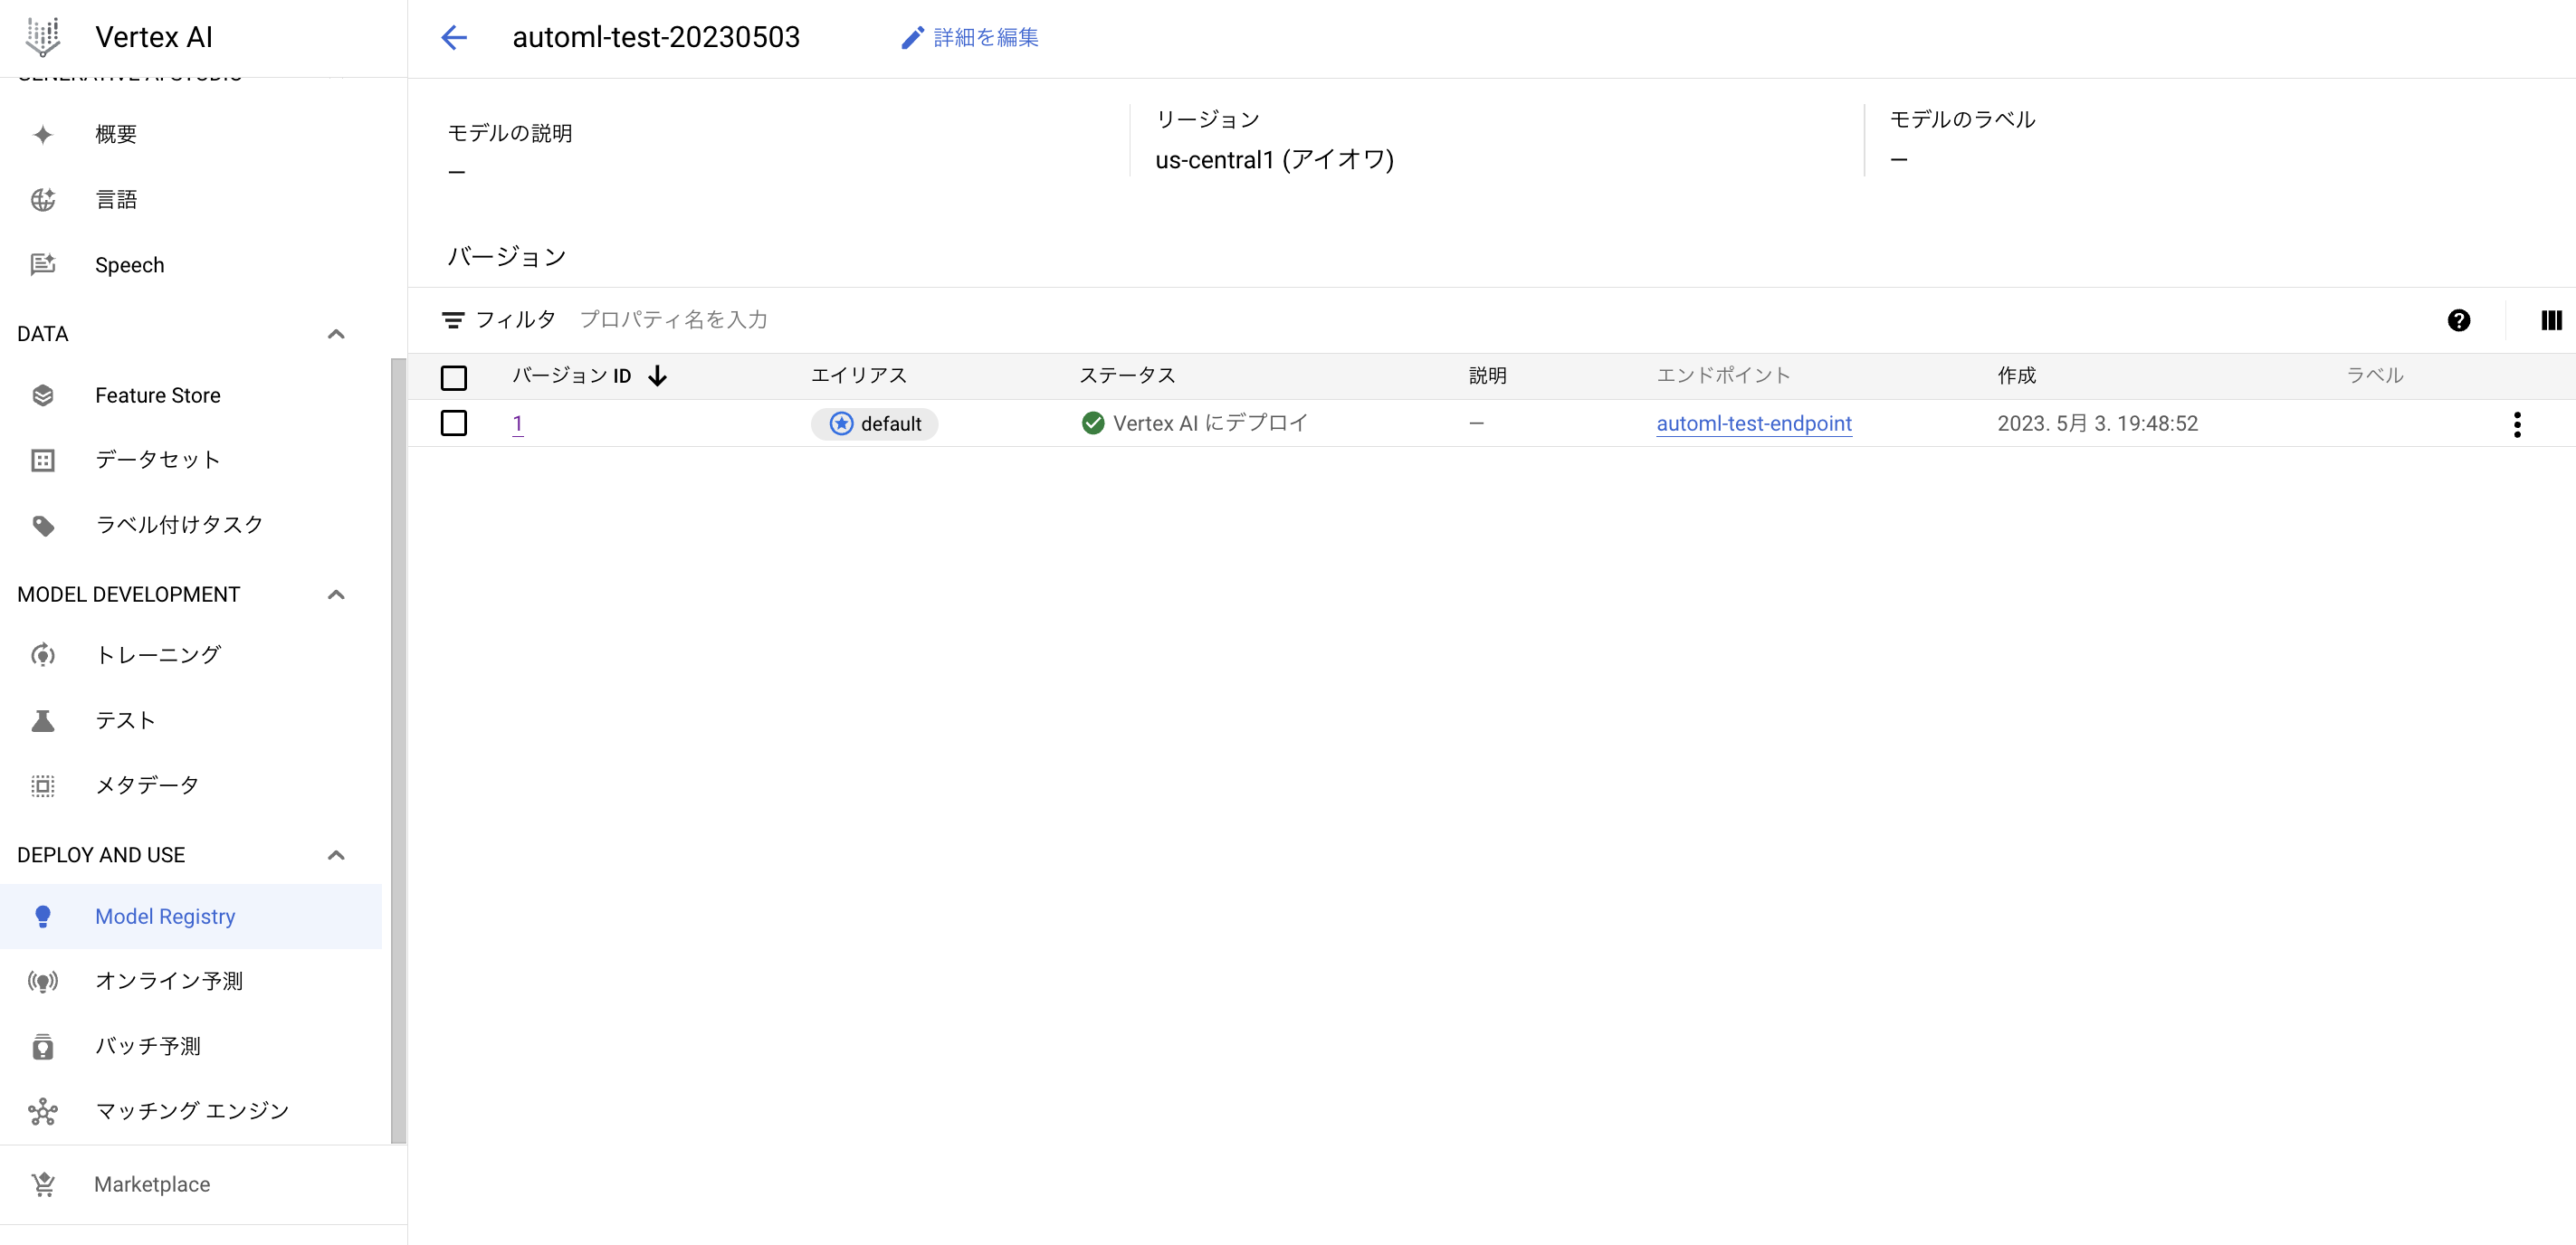 Vertex AI
GENERATIVE AI STUDIO
概要
言語
Speech
DATA
Feature Store
データセット
ラベル付けタスク
MODEL DEVELOPMENT
トレーニング
テスト
メタデータ
DEPLOY AND USE
Model Registry
オンライン予測
バッチ予測
マッチング エンジン
Marketplace
automl-test-20230503
詳細を編集
モデルの説明
—
リージョン
us-central1 (アイオワ)
モデルのラベル
—
バージョン
フィルタ プロパティ名を入力
バージョン ID エイリアス ステータス 説明 エンドポイント 作成 ラベル
1 default Vertex AI にデプロイ — automl-test-endpoint 2023. 5月 3. 19:48:52